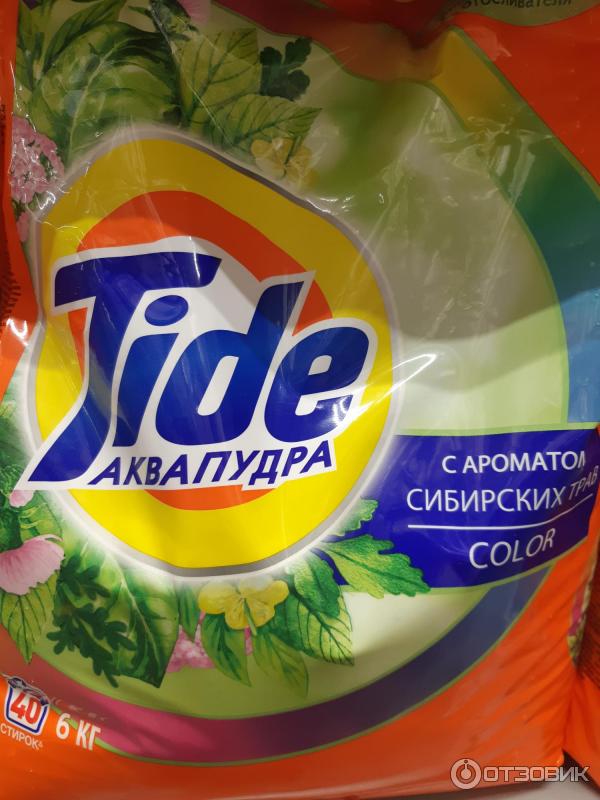 Tide
АКВАПУДРА
С АРОМАТОМ
СИБИРСКИХ ТРАВ
COLOR
40
СТИРОК
6 КГ
ОТЗОВИК